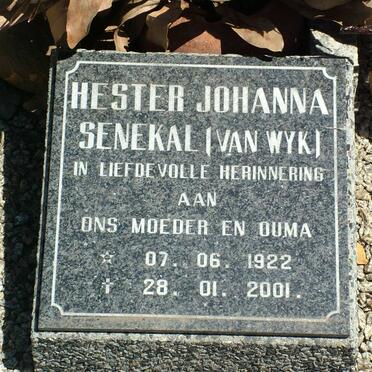 HESTER JOHANNA
SENEKAL (VAN WYK)
IN LIEFDEVOLLE HERINNERING
AAN
ONS MOEDER EN OUMA
☆ 07. 06. 1922
† 28. 01. 2001.